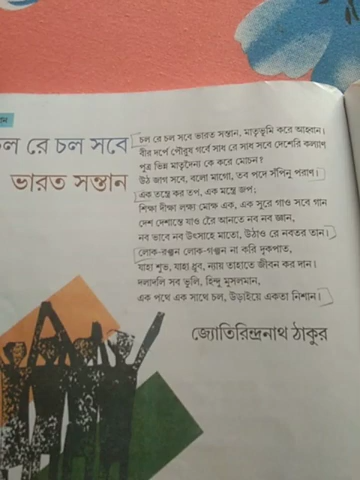 ল রে চল সবে
ভারত সন্তান
চল রে চল সবে ভারত সন্তান, মাতৃভূমি করে আহ্বান।
বীর দর্পে পৌরুষ গর্বে সাধ রে সাধ সবে দেশেরি কল্যাণ
পুত্র ভিন্ন মাতৃদৈন্য কে করে মোচন?
উঠ জাগ সবে, বলো মাগো, তব পদে সঁপিনু পরাণ।
এক তন্ত্রে কর তপ, এক মন্ত্রে জপ;
শিক্ষা দীক্ষা লক্ষ্য মোক্ষ এক, এক সুরে গাও সবে গান
দেশ দেশান্তে যাও রে আনতে নব নব জ্ঞান,
নব ভাবে নব উৎসাহে মাতো, উঠাও রে নবতর তান।
লোক-রঞ্জন লোক-গঞ্জন না করি দৃকপাত,
যাহা শুভ, যাহা ধ্রুব, ন্যায় তাহাতে জীবন কর দান।
দলাদলি সব ভুলি, হিন্দু মুসলমান,
এক পথে এক সাথে চল, উড়াইয়ে একতা নিশান।
জ্যোতিরিন্দ্রনাথ ঠাকুর